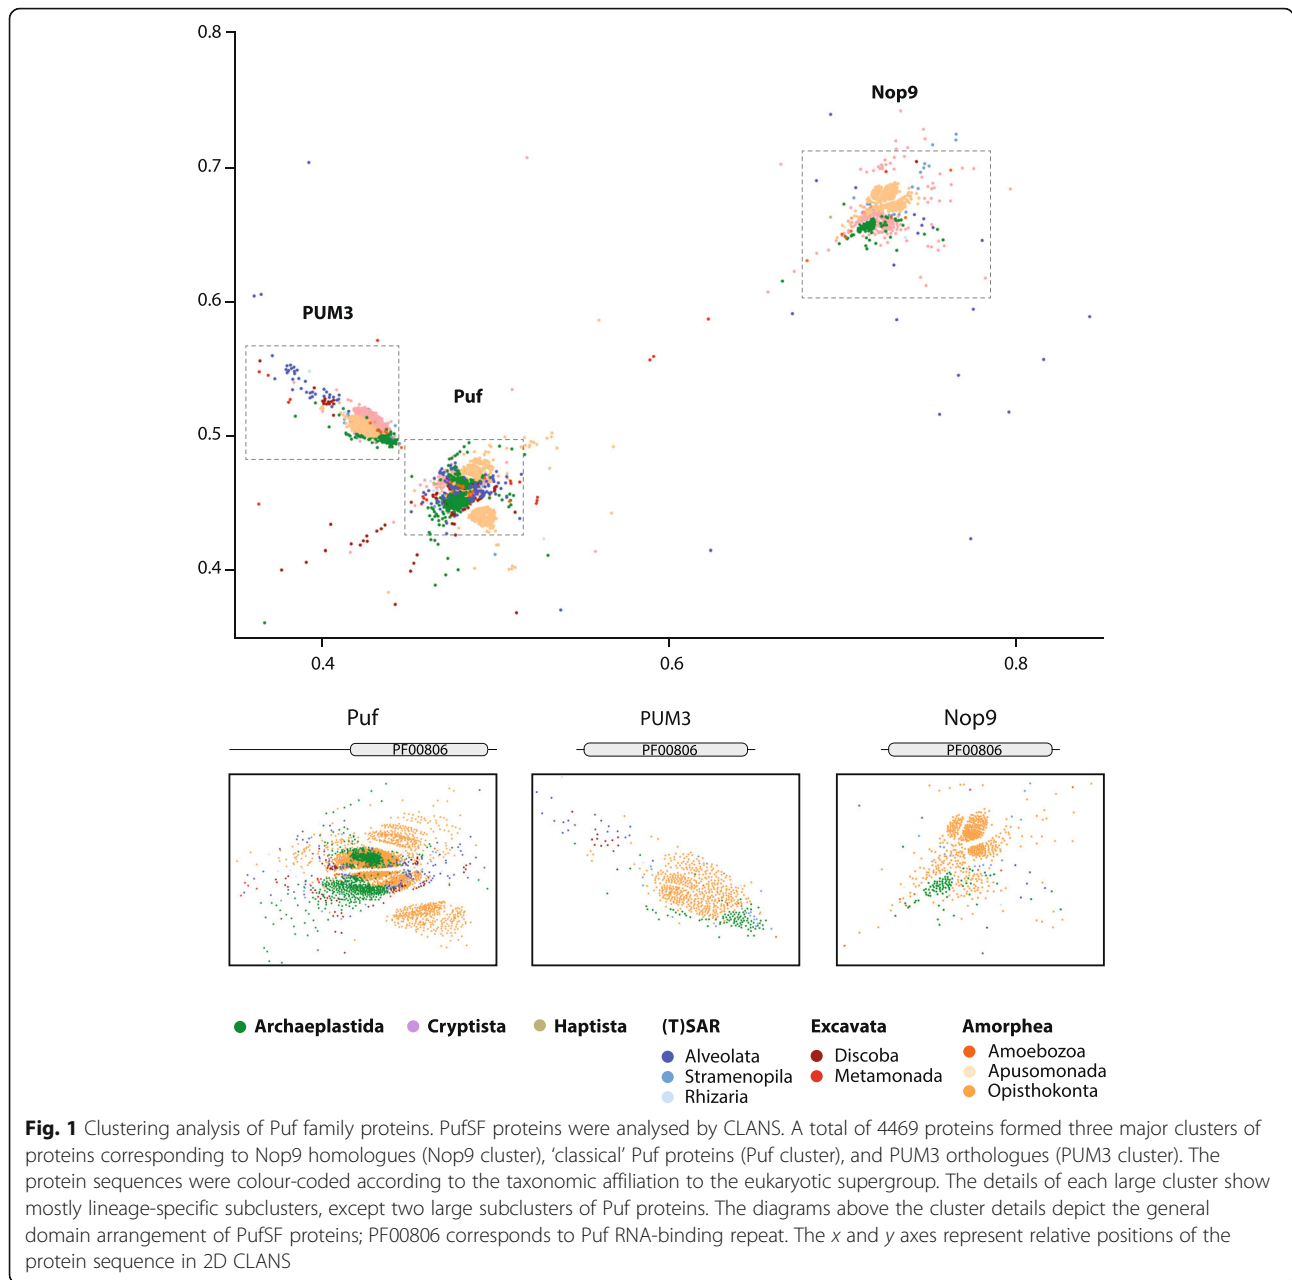 0.8
Nop9
0.7
0.6
PUM3
Puf
0.5
0.4
0.4 0.6 0.8
Puf PUM3 Nop9
PF00806 PF00806 PF00806
Archaeplastida Cryptista Haptista (T)SAR Excavata Amorphea
Alveolata Discoba Amoebozoa
Stramenopila Metamonada Apusomonada
Rhizaria Opisthokonta
Fig. 1 Clustering analysis of Puf family proteins. PufSF proteins were analysed by CLANS. A total of 4469 proteins formed three major clusters of
proteins corresponding to Nop9 homologues (Nop9 cluster), ‘classical’ Puf proteins (Puf cluster), and PUM3 orthologues (PUM3 cluster). The
protein sequences were colour-coded according to the taxonomic affiliation to the eukaryotic supergroup. The details of each large cluster show
mostly lineage-specific subclusters, except two large subclusters of Puf proteins. The diagrams above the cluster details depict the general
domain arrangement of PufSF proteins; PF00806 corresponds to Puf RNA-binding repeat. The x and y axes represent relative positions of the
protein sequence in 2D CLANS